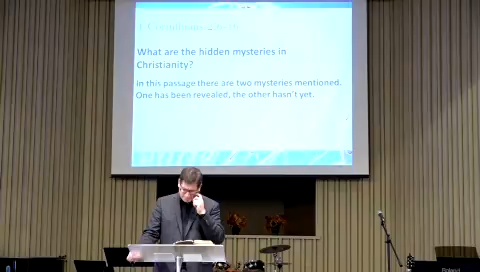 What are the hidden mysteries in
Christianity?
In this passage there are two mysteries mentioned.
One has been revealed, the other hasn't yet.
Roland